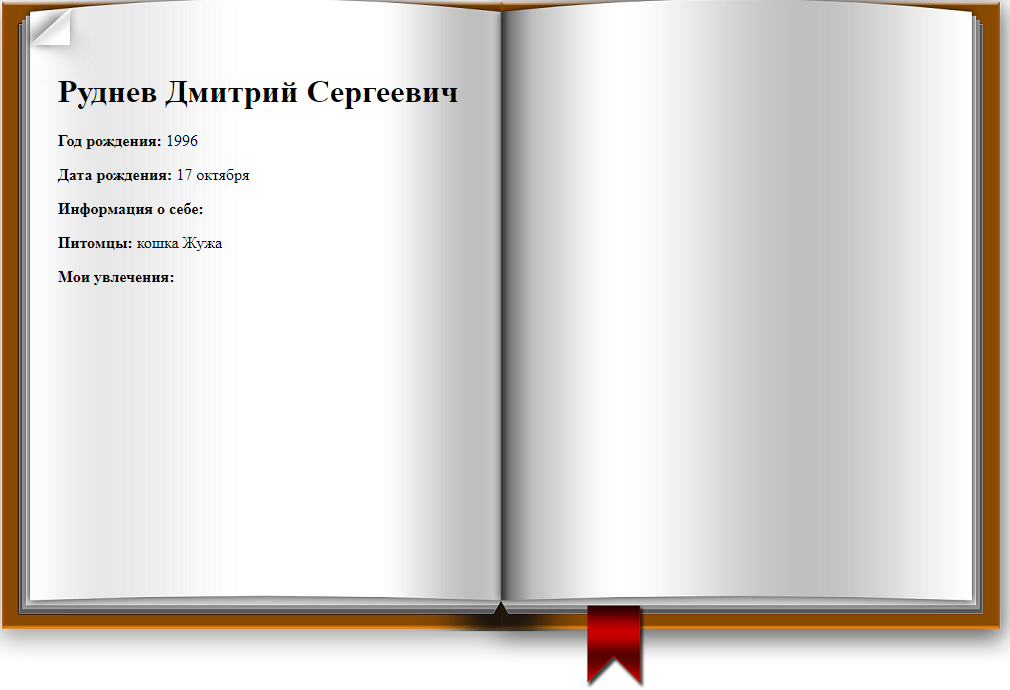 Руднев Дмитрий Сергеевич
Год рождения: 1996
Дата рождения: 17 октября
Информация о себе:
Питомцы: кошка Жужа
Мои увлечения: